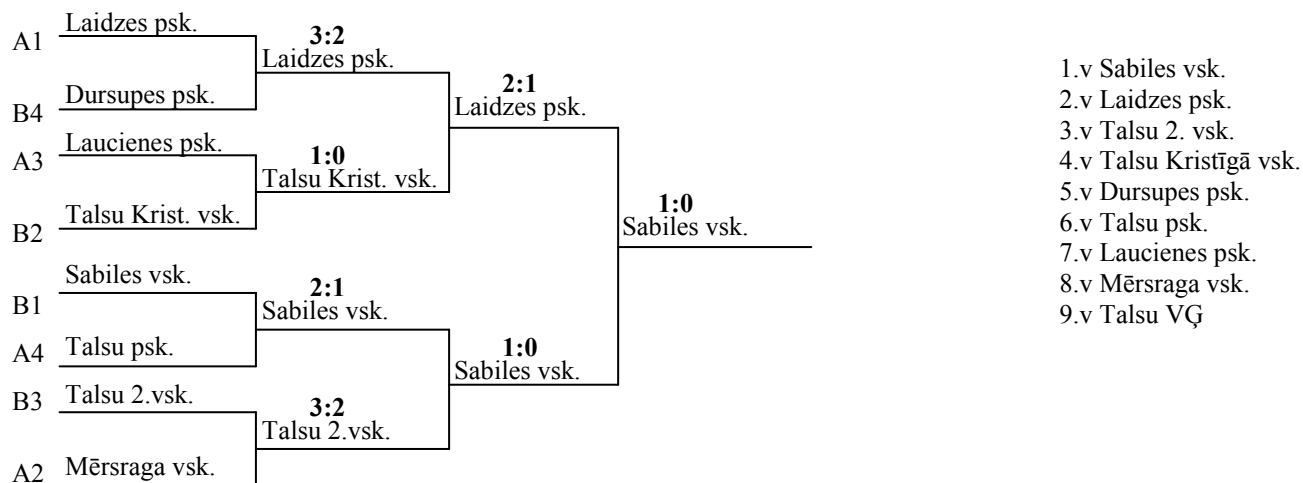 A1
Laidzes psk.
B4
Dursupes psk.
A3
Laucienes psk.
B2
Talsu Krist. vsk.
B1
Sabiles vsk.
A4
Talsu psk.
B3
Talsu 2.vsk.
A2
Mērsraga vsk.
3:2
Laidzes psk.
1:0
Talsu Krist. vsk.
2:1
Sabiles vsk.
3:2
Talsu 2.vsk.
2:1
Laidzes psk.
1:0
Sabiles vsk.
1:0
Sabiles vsk.
1.v Sabiles vsk.
2.v Laidzes psk.
3.v Talsu 2. vsk.
4.v Talsu Kristīgā vsk.
5.v Dursupes psk.
6.v Talsu psk.
7.v Laucienes psk.
8.v Mērsraga vsk.
9.v Talsu VĢ